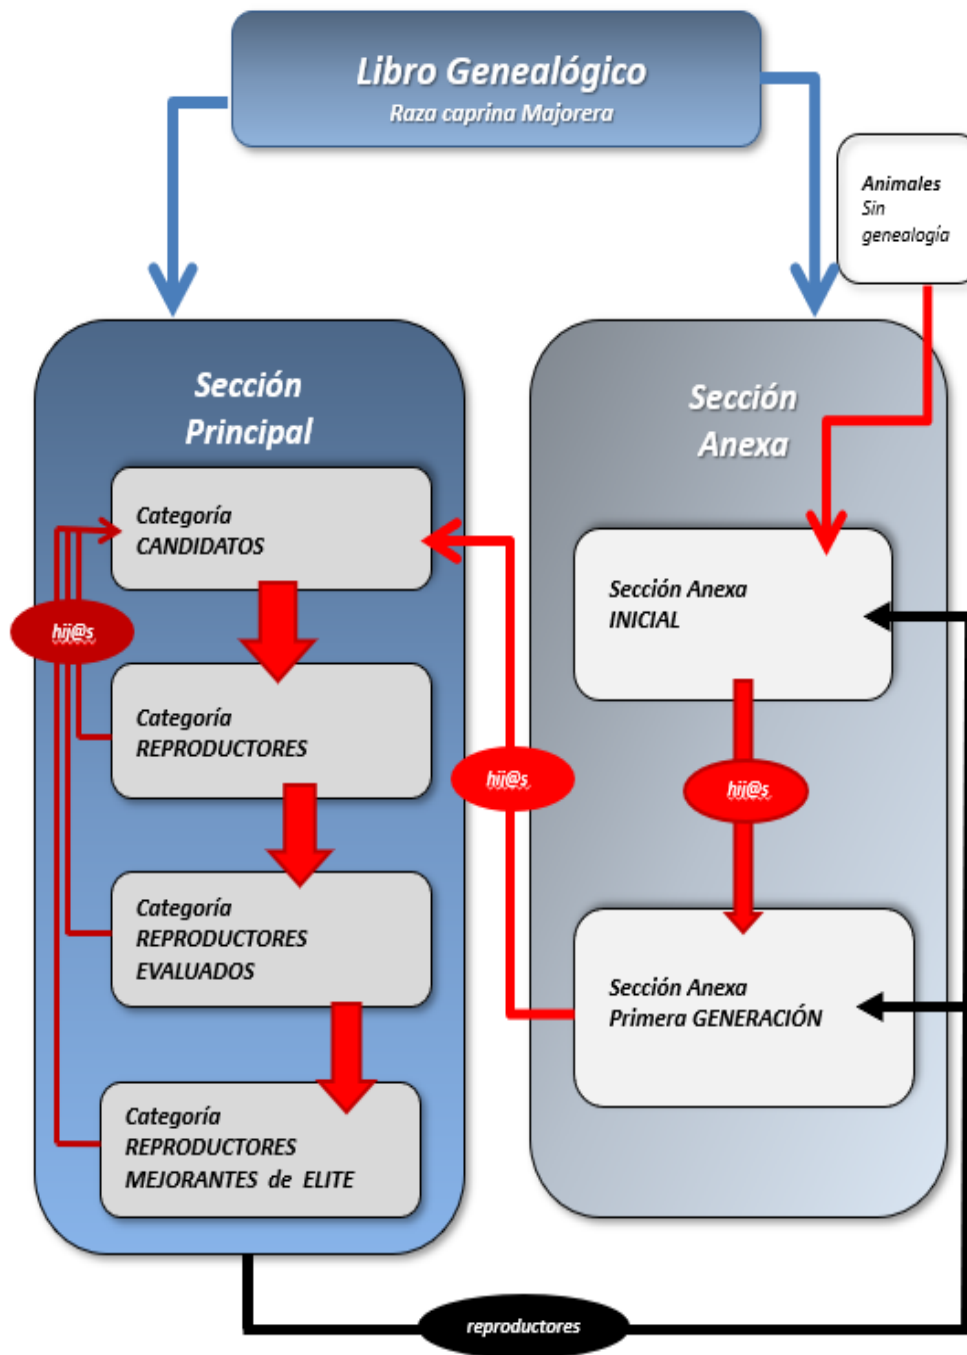 Libro Genealógico
Raza caprina Majorera
Animales
Sin
genealogía
Sección
Principal
Categoría
CANDIDATOS
hij@s
Categoría
REPRODUCTORES
Categoría
REPRODUCTORES
EVALUADOS
Categoría
REPRODUCTORES
MEJORANTES de ELITE
Sección
Anexa
Sección Anexa
INICIAL
hij@s
hij@s
Sección Anexa
Primera GENERACIÓN
reproductores